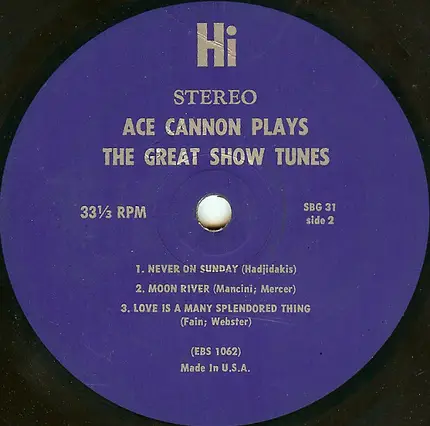 Hi
STEREO
ACE CANNON PLAYS
THE GREAT SHOW TUNES
33⅓ RPM
SBG 31
side 2
1. NEVER ON SUNDAY (Hadjidakis)
2. MOON RIVER (Mancini; Mercer)
3. LOVE IS A MANY SPLENDORED THING
(Fain; Webster)
(EBS 1062)
Made In U.S.A.